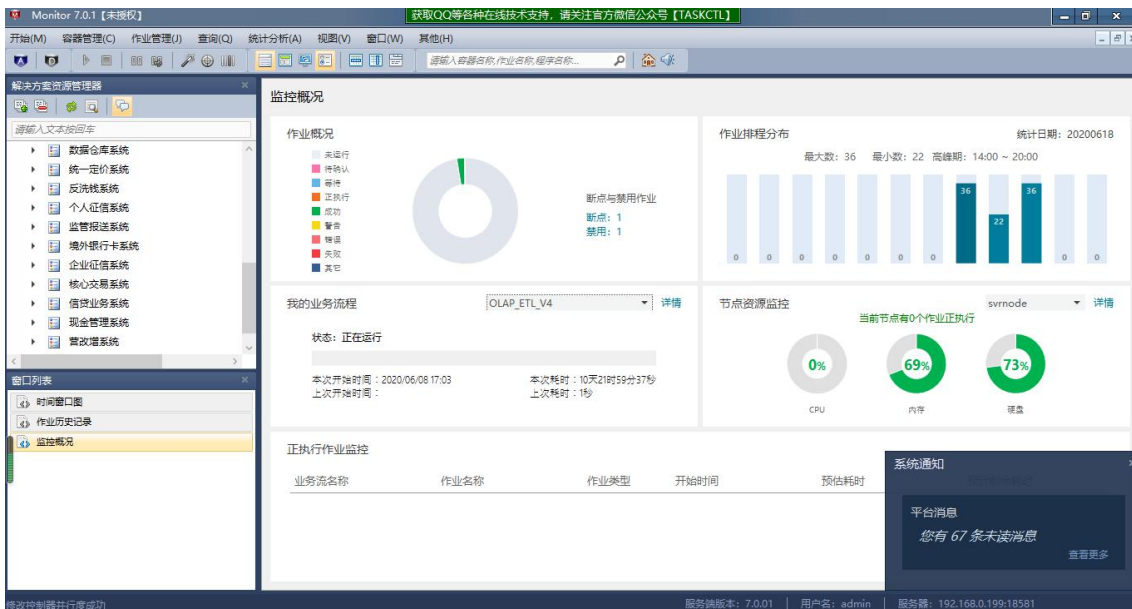 Monitor 7.0.1【未授权】
获取QQ等各种在线技术支持，请关注官方微信公众号【TASKCTL】
开始(M) 容器管理(C) 作业管理(J) 查询(Q) 统计分析(A) 视图(V) 窗口(W) 其他(H)
请输入容器名称,作业名称,程序名称...
解决方案资源管理器
请输入文本按回车
数据仓库系统
统一定价系统
反洗钱系统
个人征信系统
监管报送系统
境外银行卡系统
企业征信系统
核心交易系统
信贷业务系统
现金管理系统
营改增系统
窗口列表
时间窗口图
作业历史记录
监控概况
监控概况
作业概况
未运行
待确认
等待
正执行
成功
警告
错误
失败
其它
断点与禁用作业
断点：1
禁用：1
作业排程分布
统计日期：20200618
最大数：36 最小数：22 高峰期：14:00 ~ 20:00
0 0 0 0 0 0 0 36 22 36 0 0
我的业务流程
OLAP_ETL_V4
详情
状态：正在运行
本次开始时间：2020/06/08 17:03
本次耗时：10天21时59分37秒
上次开始时间：
上次耗时：1秒
节点资源监控
svrnode
详情
当前节点有0个作业正执行
0% 69% 73%
CPU 内存 硬盘
正执行作业监控
业务流名称 作业名称 作业类型 开始时间 预估耗时
系统通知
平台消息
您有 67 条未读消息
查看更多
修改控制器并行度成功
服务端版本：7.0.01 | 用户名：admin | 服务器：192.168.0.199:18581